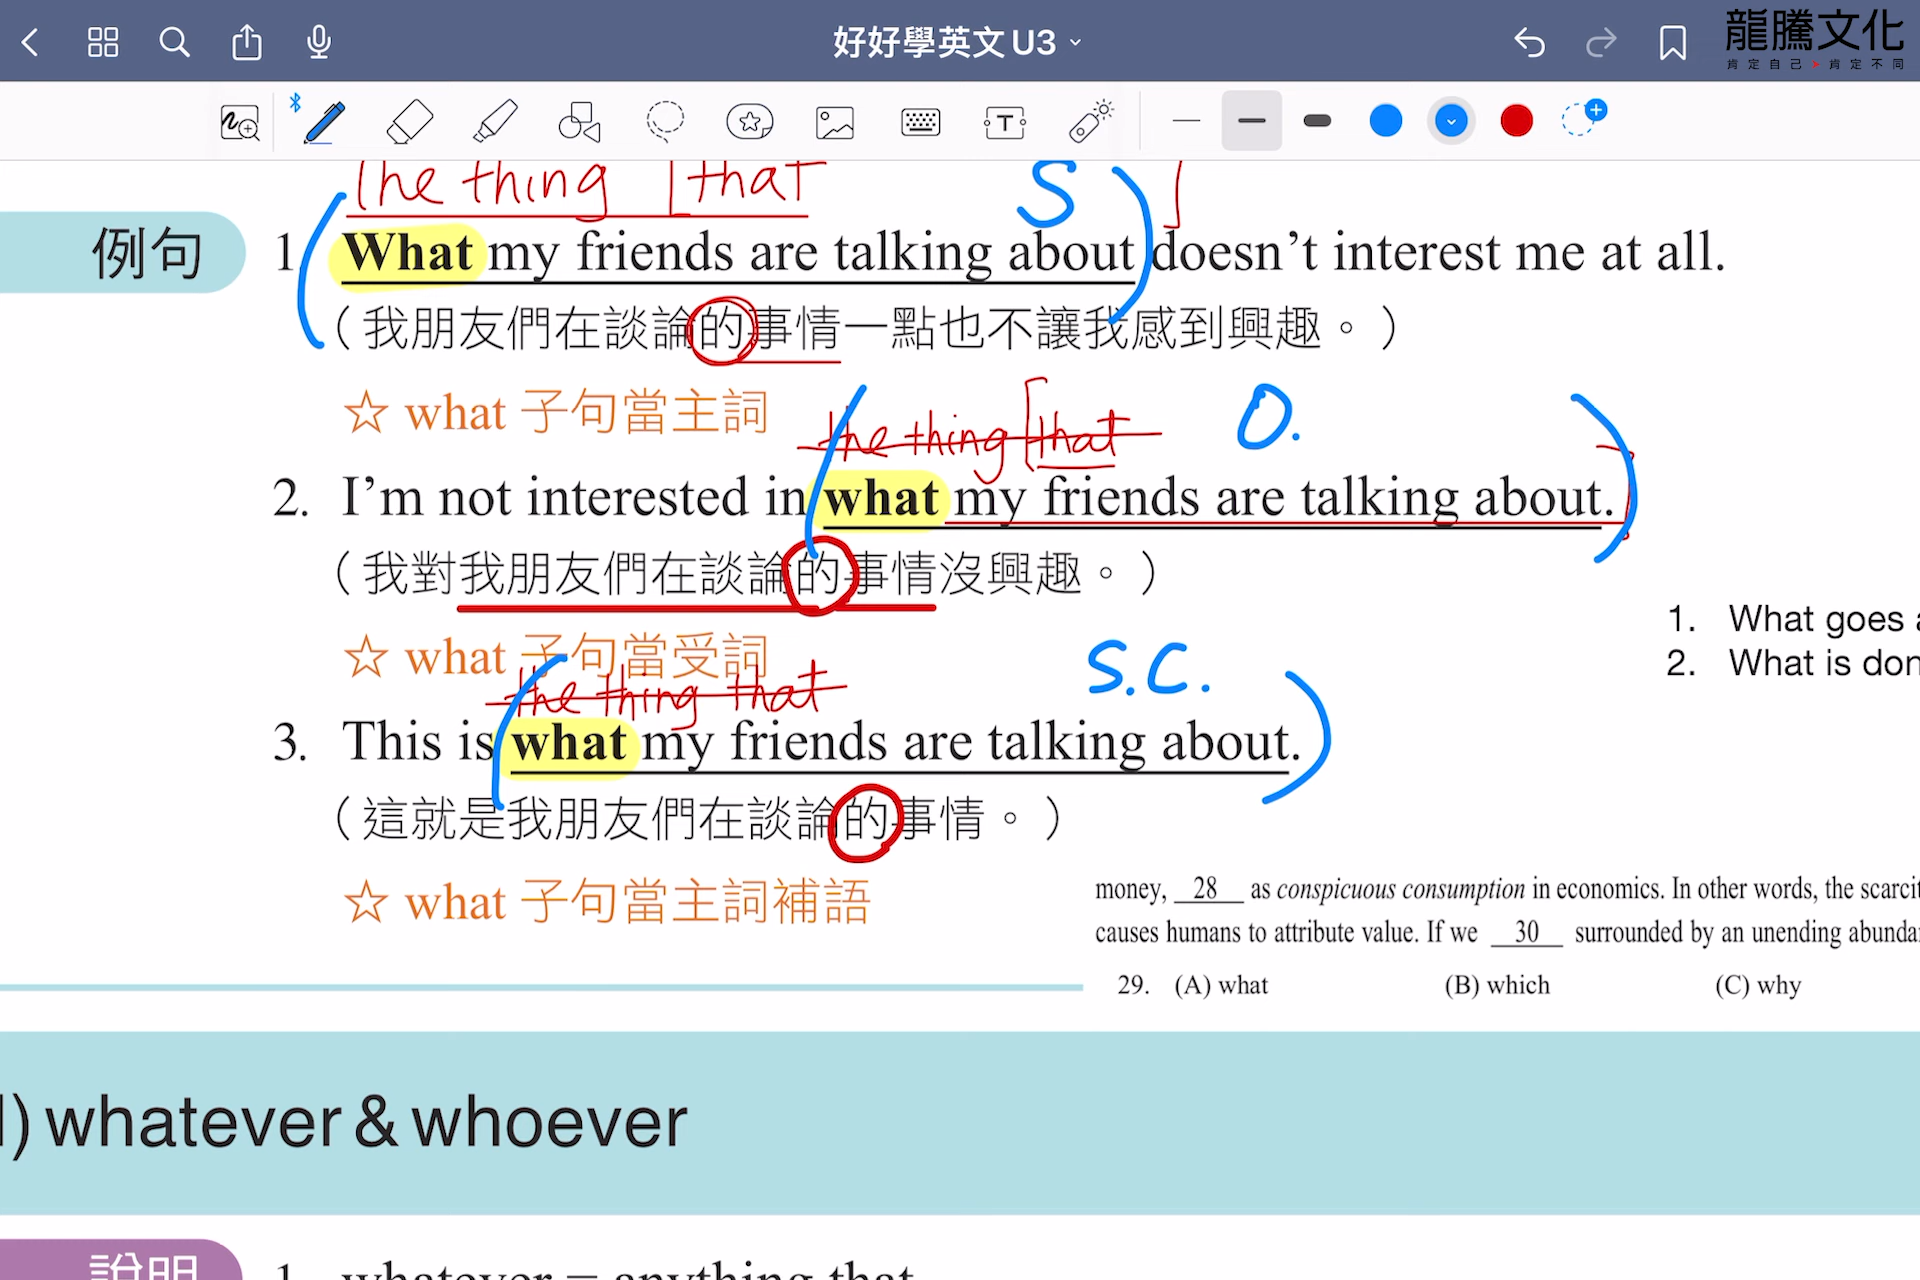 好好學英文 U3
龍騰文化
肯定自己 肯定不同
the thing [that S ]
例句 1. What my friends are talking about doesn't interest me at all.
(我朋友們在談論的事情一點也不讓我感到興趣。)
☆ what 子句當主詞
the thing [that O.
2. I'm not interested in what my friends are talking about.
(我對我朋友們在談論的事情沒興趣。)
☆ what 子句當受詞
1. What goes
2. What is don
the thing that S.C.
3. This is what my friends are talking about.
(這就是我朋友們在談論的事情。)
☆ what 子句當主詞補語
money, 28 as conspicuous consumption in economics. In other words, the scarcit
causes humans to attribute value. If we 30 surrounded by an unending abunda
29. (A) what (B) which (C) why
) whatever & whoever
說明 1. whatever = anything that